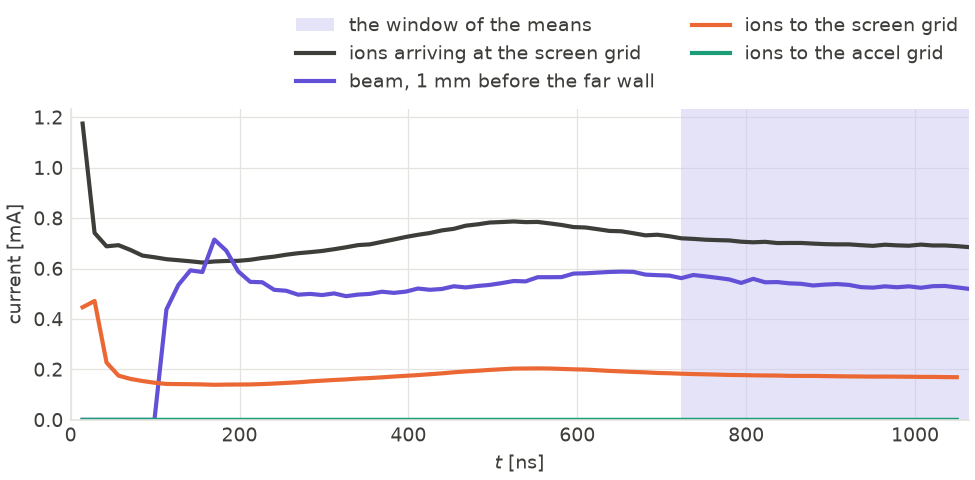 the window of the means
ions arriving at the screen grid
beam, 1 mm before the far wall
ions to the screen grid
ions to the accel grid
current [mA]
1.2
1.0
0.8
0.6
0.4
0.2
0.0
0 200 400 600 800 1000
t [ns]